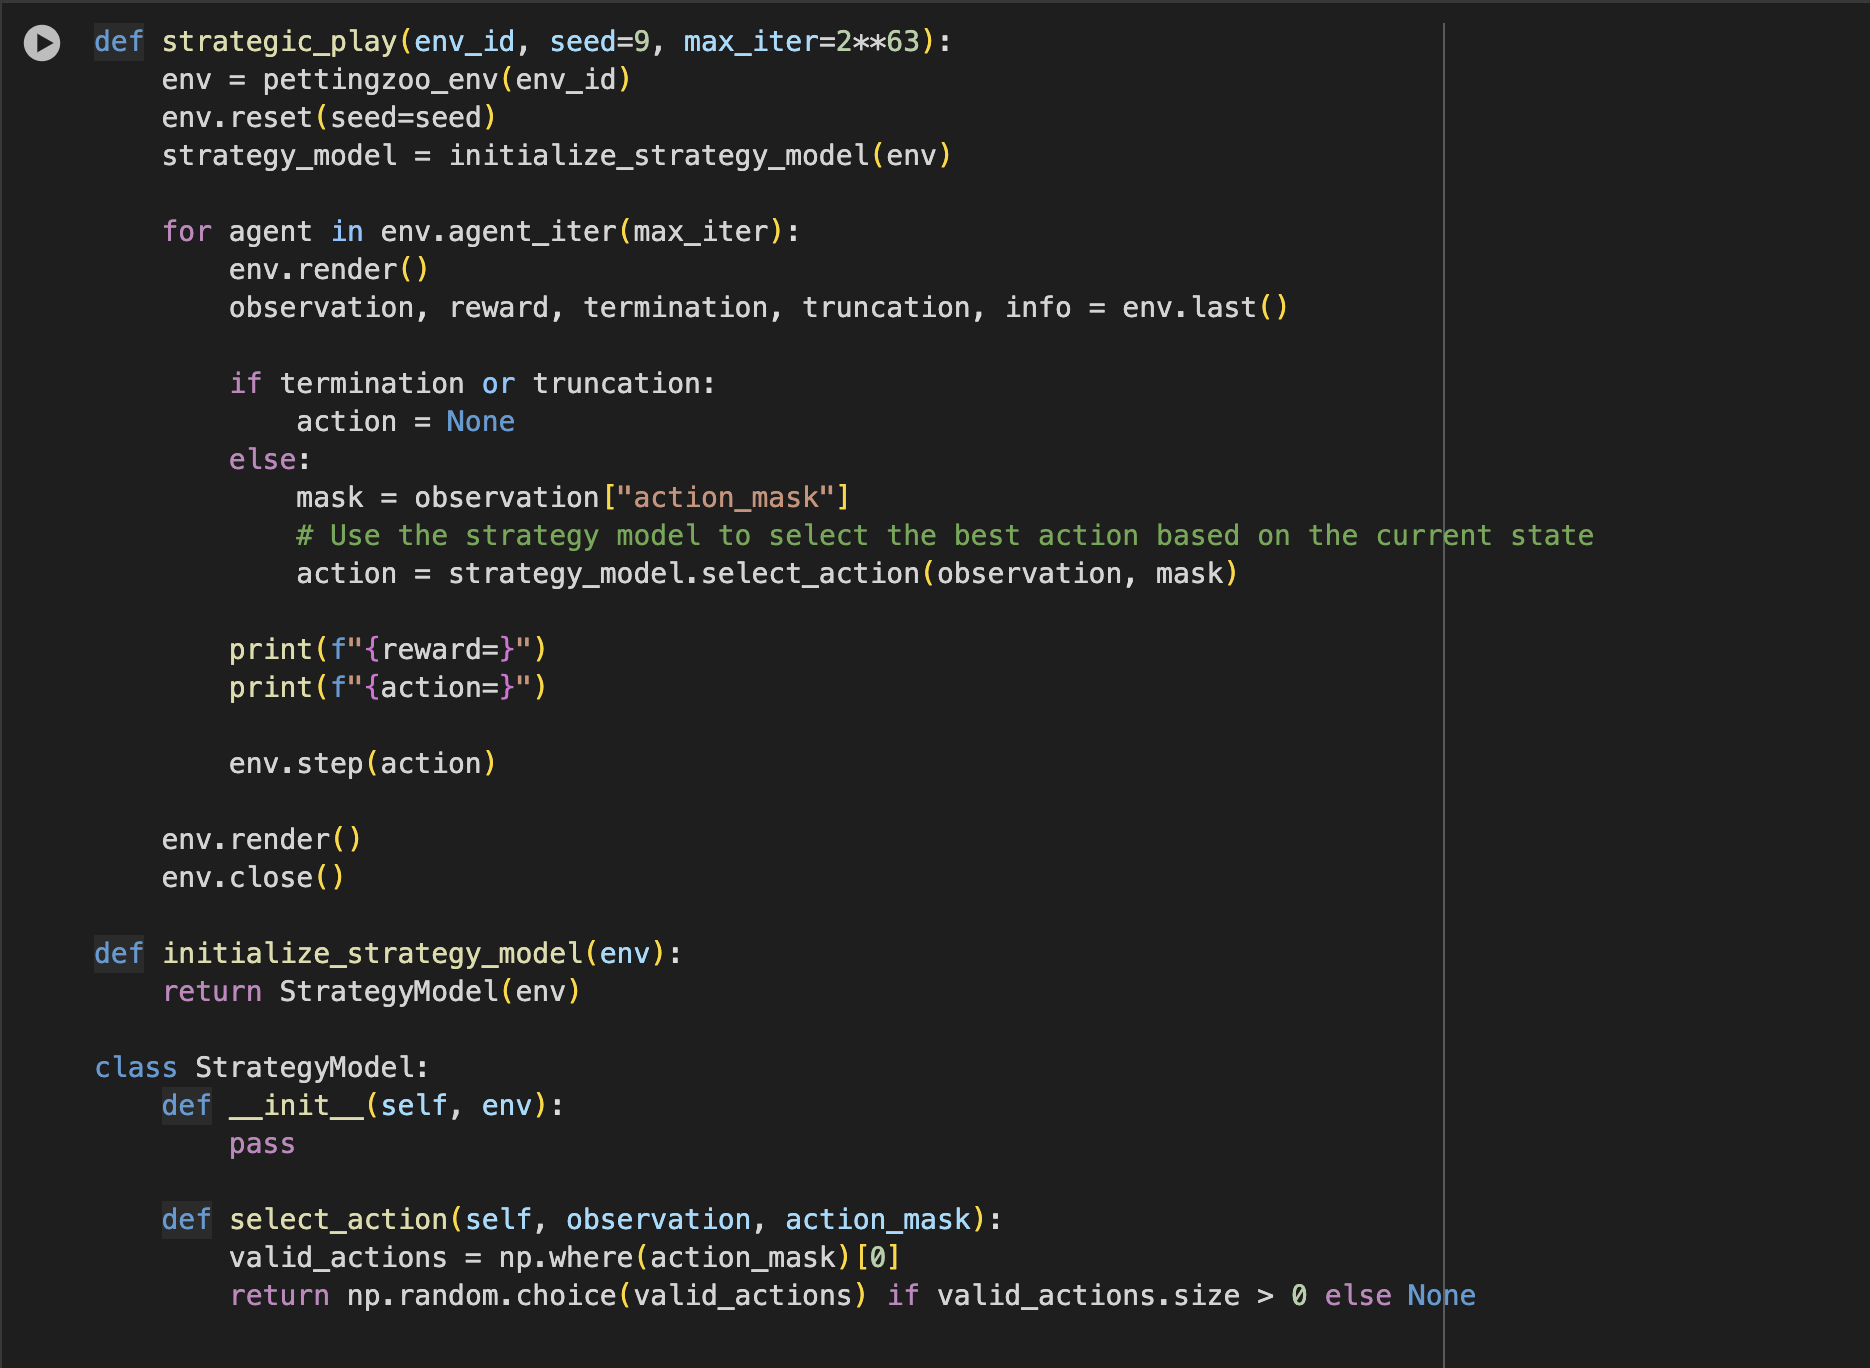 def strategic_play(env_id, seed=9, max_iter=2**63):
    env = pettingzoo_env(env_id)
    env.reset(seed=seed)
    strategy_model = initialize_strategy_model(env)

    for agent in env.agent_iter(max_iter):
        env.render()
        observation, reward, termination, truncation, info = env.last()

        if termination or truncation:
            action = None
        else:
            mask = observation["action_mask"]
            # Use the strategy model to select the best action based on the current state
            action = strategy_model.select_action(observation, mask)

        print(f"{reward=}")
        print(f"{action=}")

        env.step(action)

    env.render()
    env.close()

def initialize_strategy_model(env):
    return StrategyModel(env)

class StrategyModel:
    def __init__(self, env):
        pass

    def select_action(self, observation, action_mask):
        valid_actions = np.where(action_mask)[0]
        return np.random.choice(valid_actions) if valid_actions.size > 0 else None